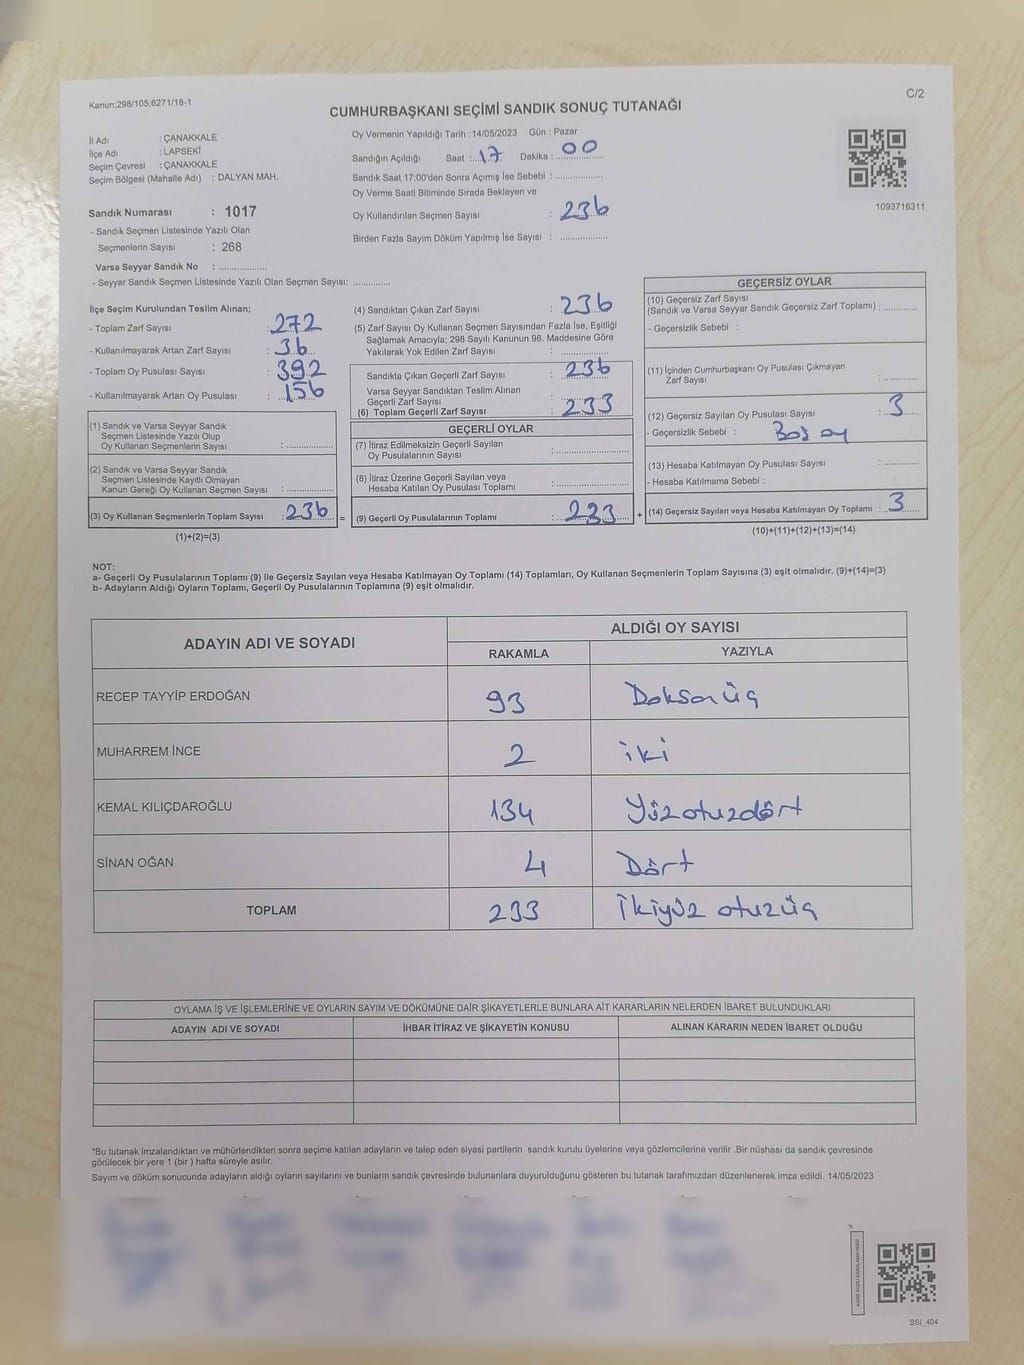 Kanun;298/105;6271/18-1
C/2
CUMHURBAŞKANI SEÇİMİ SANDIK SONUÇ TUTANAĞI
İl Adı : ÇANAKKALE
İlçe Adı : LAPSEKİ
Seçim Çevresi : ÇANAKKALE
Seçim Bölgesi (Mahalle Adı) : DALYAN MAH.
Sandık Numarası : 1017
- Sandık Seçmen Listesinde Yazılı Olan
Seçmenlerin Sayısı : 268
Varsa Seyyar Sandık No : ..................
- Seyyar Sandık Seçmen Listesinde Yazılı Olan Seçmen Sayısı: ..............
Oy Vermenin Yapıldığı Tarih : 14/05/2023 Gün : Pazar
Sandığın Açıldığı Saat : 17 Dakika : 00
Sandık Saat 17:00'den Sonra Açımış İse Sebebi : ..................
Oy Verme Saati Bitiminde Sırada Bekleyen ve
Oy Kullandırılan Seçmen Sayısı : 236
Birden Fazla Sayım Döküm Yapılmış İse Sayısı : ..................
1093716311
İlçe Seçim Kurulundan Teslim Alınan;
- Toplam Zarf Sayısı : 272
- Kullanılmayarak Artan Zarf Sayısı : 36
- Toplam Oy Pusulası Sayısı : 392
- Kullanılmayarak Artan Oy Pusulası : 156
(1) Sandık ve Varsa Seyyar Sandık
Seçmen Listesinde Yazılı Olup
Oy Kullanan Seçmenlerin Sayısı : ..................
(2) Sandık ve Varsa Seyyar Sandık
Seçmen Listesinde Kayıtlı Olmayan
Kanun Gereği Oy Kullanan Seçmen Sayısı : ..................
(3) Oy Kullanan Seçmenlerin Toplam Sayısı : 236 =
(1)+(2)=(3)
(4) Sandıktan Çıkan Zarf Sayısı : 236
(5) Zarf Sayısı Oy Kullanan Seçmen Sayısından Fazla İse, Eşitliği
Sağlamak Amacıyla; 298 Sayılı Kanunun 98. Maddesine Göre
Yakılarak Yok Edilen Zarf Sayısı : ..................
Sandıkta Çıkan Geçerli Zarf Sayısı : 236
Varsa Seyyar Sandıktan Teslim Alınan
Geçerli Zarf Sayısı
(6) Toplam Geçerli Zarf Sayısı : 233
GEÇERLİ OYLAR
(7) İtiraz Edilmeksizin Geçerli Sayılan
Oy Pusulalarının Sayısı : ..................
(8) İtiraz Üzerine Geçerli Sayılan veya
Hesaba Katılan Oy Pusulası Toplamı : ..................
(9) Geçerli Oy Pusulalarının Toplamı : 233 +
GEÇERSİZ OYLAR
(10) Geçersiz Zarf Sayısı
(Sandık ve Varsa Seyyar Sandık Geçersiz Zarf Toplamı) : ..............
- Geçersizlik Sebebi :
(11) İçinden Cumhurbaşkanı Oy Pusulası Çıkmayan
Zarf Sayısı : ..............
(12) Geçersiz Sayılan Oy Pusulası Sayısı : 3
- Geçersizlik Sebebi : Boş oy
(13) Hesaba Katılmayan Oy Pusulası Sayısı : ..............
- Hesaba Katılmama Sebebi :
(14) Geçersiz Sayılan veya Hesaba Katılmayan Oy Toplamı : 3
(10)+(11)+(12)+(13)=(14)
NOT:
a- Geçerli Oy Pusulalarının Toplamı (9) ile Geçersiz Sayılan veya Hesaba Katılmayan Oy Toplamı (14) Toplamları, Oy Kullanan Seçmenlerin Toplam Sayısına (3) eşit olmalıdır. (9)+(14)=(3)
b- Adayların Aldığı Oyların Toplamı, Geçerli Oy Pusulalarının Toplamına (9) eşit olmalıdır.
ADAYIN ADI VE SOYADI
ALDIĞI OY SAYISI
RAKAMLA YAZIYLA
RECEP TAYYİP ERDOĞAN 93 Doksanüç
MUHARREM İNCE 2 iki
KEMAL KILIÇDAROĞLU 134 Yüzotuzdört
SİNAN OĞAN 4 Dört
TOPLAM 233 İkiyüz otuzüç
OYLAMA İŞ VE İŞLEMLERİNE VE OYLARIN SAYIM VE DÖKÜMÜNE DAİR ŞİKAYETLERLE BUNLARA AİT KARARLARIN NELERDEN İBARET BULUNDUKLARI
ADAYIN ADI VE SOYADI İHBAR İTİRAZ VE ŞİKAYETİN KONUSU ALINAN KARARIN NEDEN İBARET OLDUĞU
*Bu tutanak imzalandıktan ve mühürlendikten sonra seçime katılan adayların ve talep eden siyasi partilerin sandık kurulu üyelerine veya gözlemcilerine verilir .Bir nüshası da sandık çevresinde
görülecek bir yere 1 (bir ) hafta süreyle asılır.
Sayım ve döküm sonucunda adayların aldığı oyların sayılarını ve bunların sandık çevresinde bulunanlara duyurulduğunu gösteren bu tutanak tarafımızdan düzenlenerek imza edildi. 14/05/2023
SSI_404